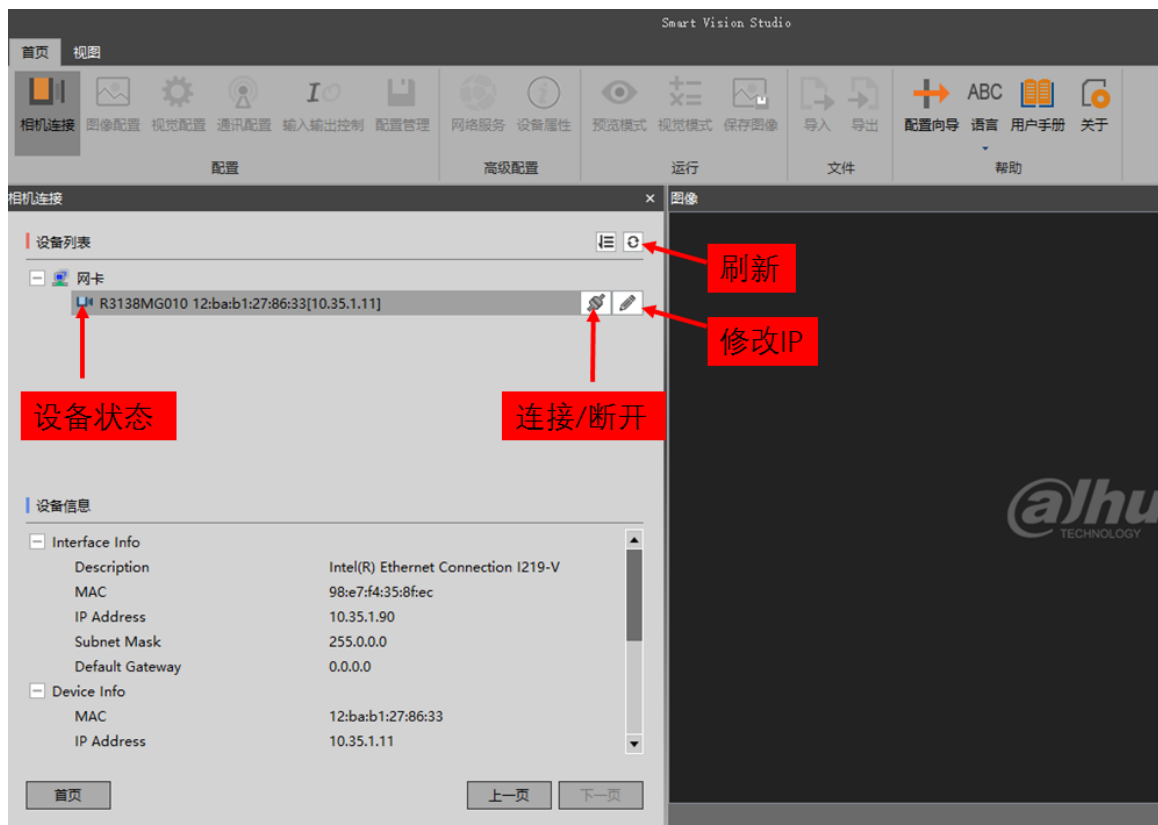 Smart Vision Studio
首页 视图
相机连接 图像配置 视觉配置 通讯配置 输入输出控制 配置管理 网络服务 设备属性 预览模式 视觉模式 保存图像 导入 导出 配置向导 ABC 语言 用户手册 关于
配置 高级配置 运行 文件 帮助
相机连接 图像
设备列表
刷新
网卡
R3138MG010 12:ba:b1:27:86:33[10.35.1.11]
修改IP
设备状态 连接/断开
设备信息
Interface Info
Description Intel(R) Ethernet Connection I219-V
MAC 98:e7:f4:35:8f:ec
IP Address 10.35.1.90
Subnet Mask 255.0.0.0
Default Gateway 0.0.0.0
Device Info
MAC 12:ba:b1:27:86:33
IP Address 10.35.1.11
首页 上一页 下一页
alhu
TECHNOLOGY